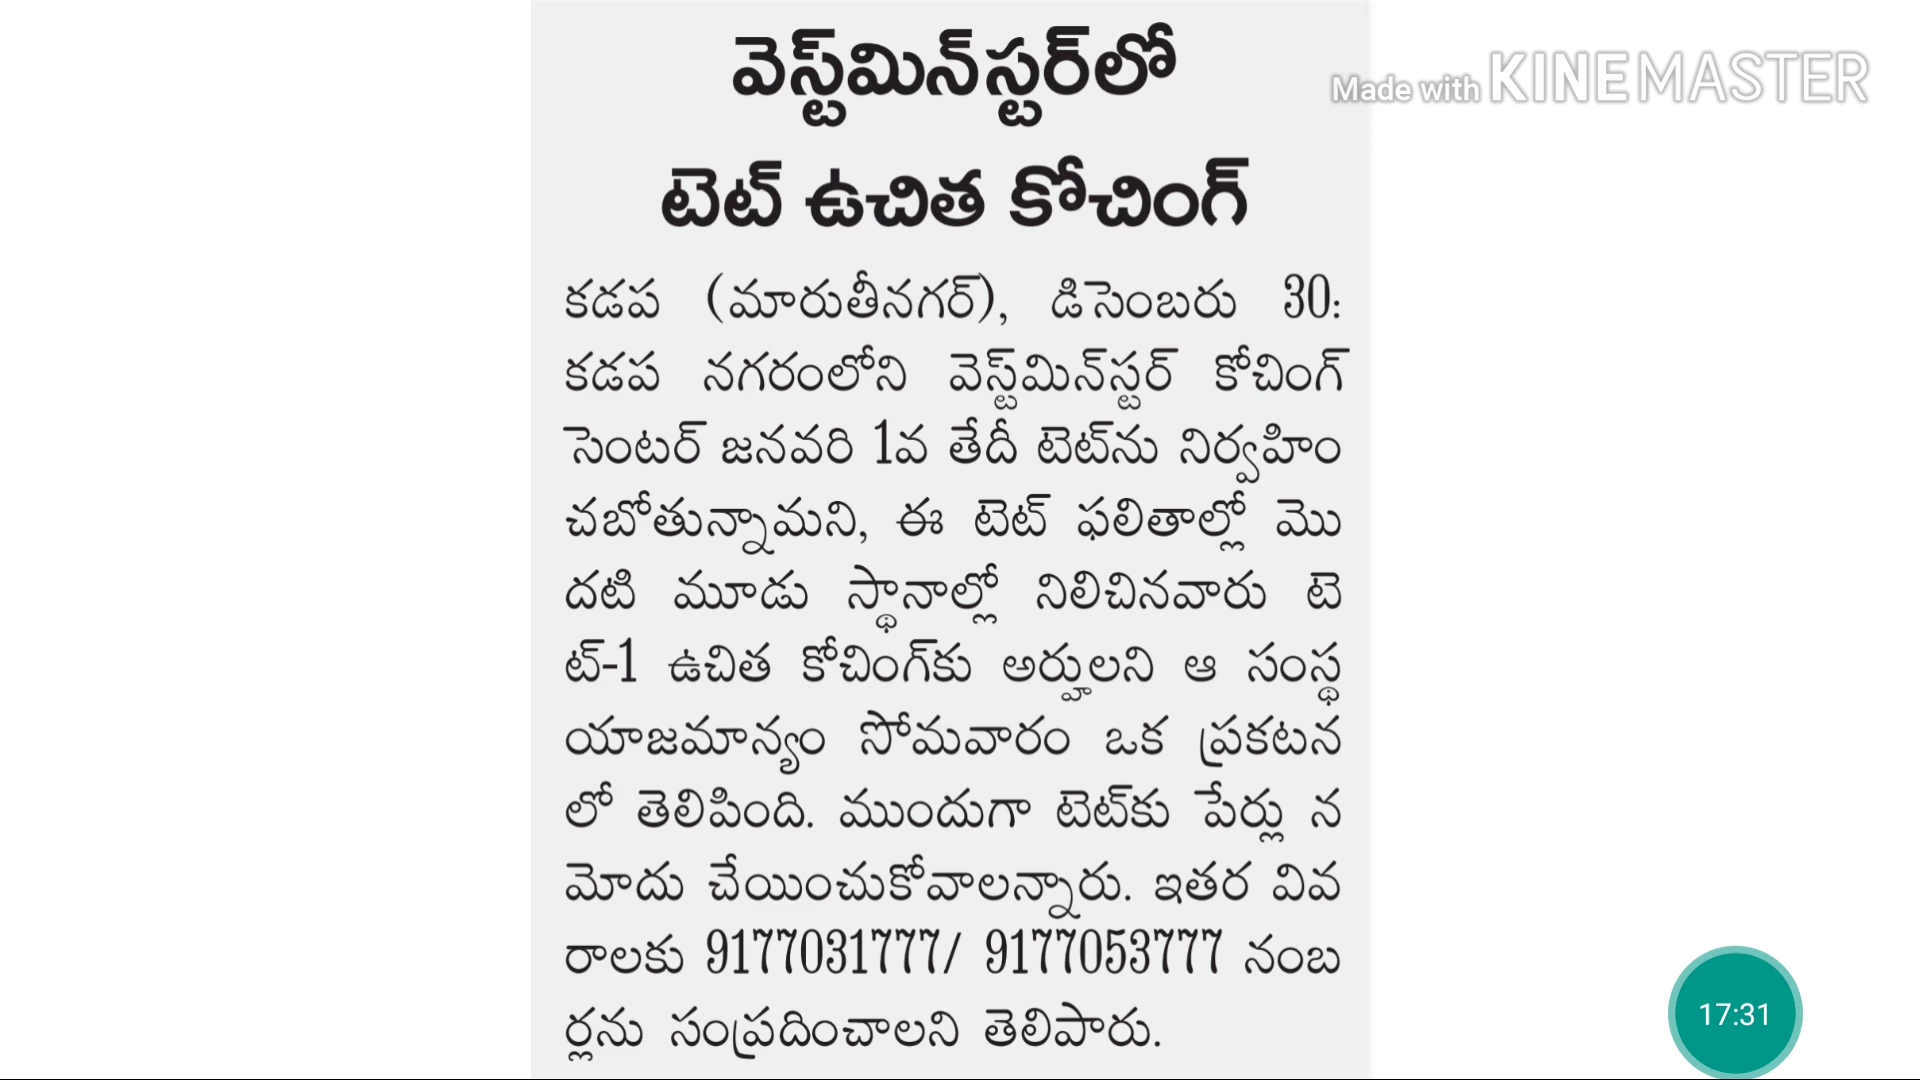 వెస్ట్‌మిన్‌స్టర్‌లో
టెట్ ఉచిత కోచింగ్
Made with KINEMASTER
కడప (మారుతీనగర్), డిసెంబరు 30:
కడప నగరంలోని వెస్ట్‌మిన్‌స్టర్ కోచింగ్
సెంటర్ జనవరి 1వ తేదీ టెట్‌ను నిర్వహిం
చబోతున్నామని, ఈ టెట్ ఫలితాల్లో మొ
దటి మూడు స్థానాల్లో నిలిచినవారు టె
ట్-1 ఉచిత కోచింగ్‌కు అర్హులని ఆ సంస్థ
యాజమాన్యం సోమవారం ఒక ప్రకటన
లో తెలిపింది. ముందుగా టెట్‌కు పేర్లు న
మోదు చేయించుకోవాలన్నారు. ఇతర వివ
రాలకు 9177031777/ 9177053777 నంబ
ర్లను సంప్రదించాలని తెలిపారు.
17:31